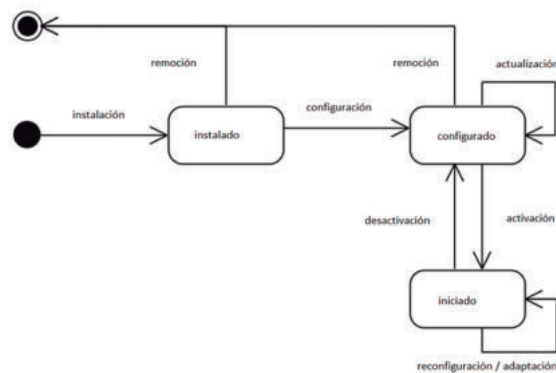 remoción
remoción
actualización
instalación
configuración
instalado
configurado
desactivación
activación
iniciado
reconfiguración / adaptación